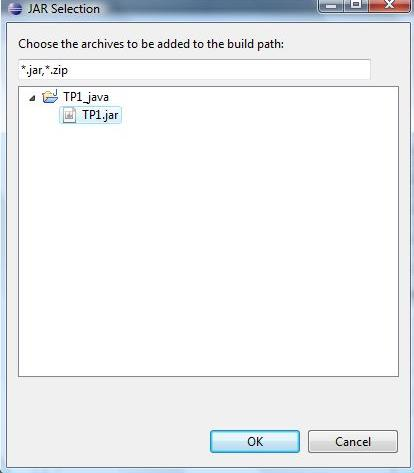 JAR Selection
Choose the archives to be added to the build path:
*.jar,*.zip
TP1_java
TP1.jar
OK
Cancel